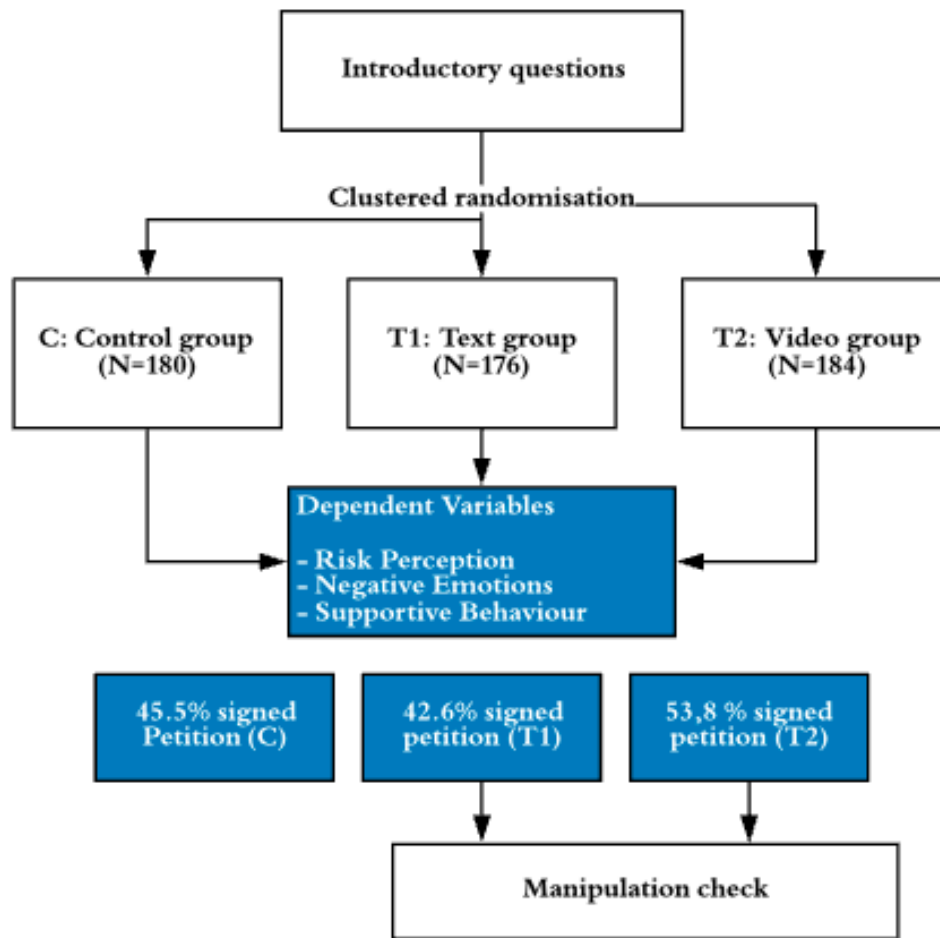 Introductory questions
Clustered randomisation
C: Control group
(N=180)
T1: Text group
(N=176)
T2: Video group
(N=184)
Dependent Variables
- Risk Perception
- Negative Emotions
- Supportive Behaviour
45.5% signed
Petition (C)
42.6% signed
petition (T1)
53,8 % signed
petition (T2)
Manipulation check